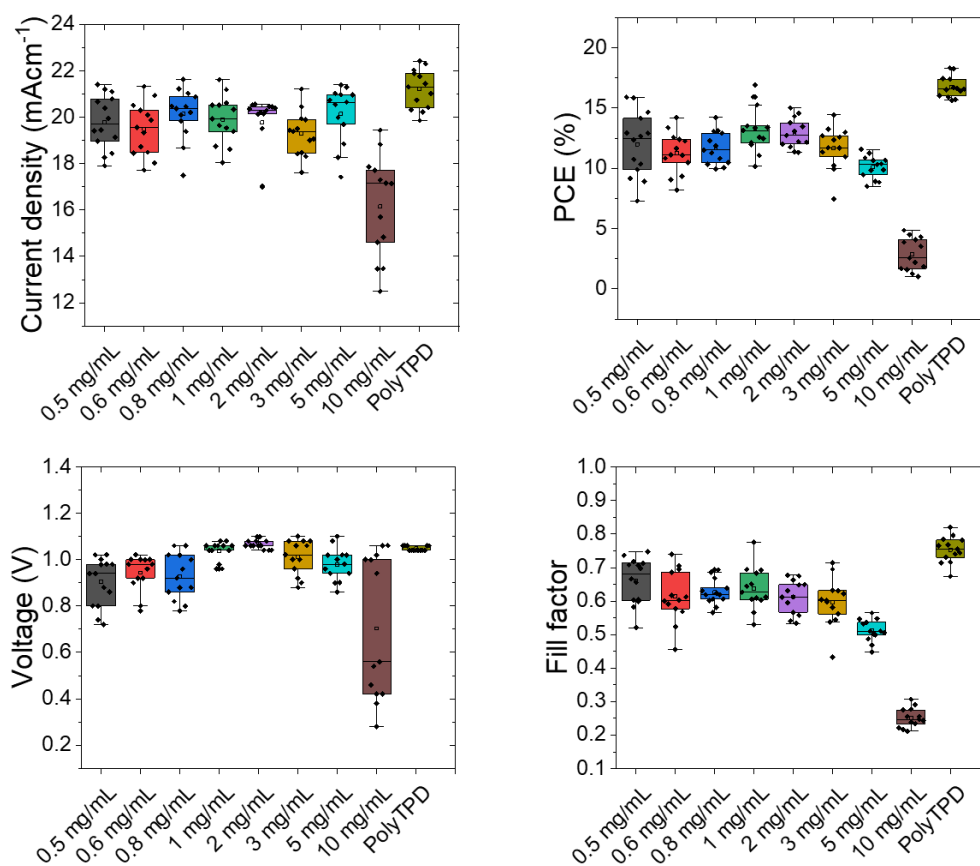 Current density (mAcm-1)
24
22
20
18
16
14
12
0.5 mg/mL
0.6 mg/mL
0.8 mg/mL
1 mg/mL
2 mg/mL
3 mg/mL
5 mg/mL
10 mg/mL
PolyTPD
PCE (%)
20
15
10
5
0
0.5 mg/mL
0.6 mg/mL
0.8 mg/mL
1 mg/mL
2 mg/mL
3 mg/mL
5 mg/mL
10 mg/mL
PolyTPD
Voltage (V)
1.4
1.2
1.0
0.8
0.6
0.4
0.2
0.5 mg/mL
0.6 mg/mL
0.8 mg/mL
1 mg/mL
2 mg/mL
3 mg/mL
5 mg/mL
10 mg/mL
PolyTPD
Fill factor
1.0
0.9
0.8
0.7
0.6
0.5
0.4
0.3
0.2
0.1
0.5 mg/mL
0.6 mg/mL
0.8 mg/mL
1 mg/mL
2 mg/mL
3 mg/mL
5 mg/mL
10 mg/mL
PolyTPD